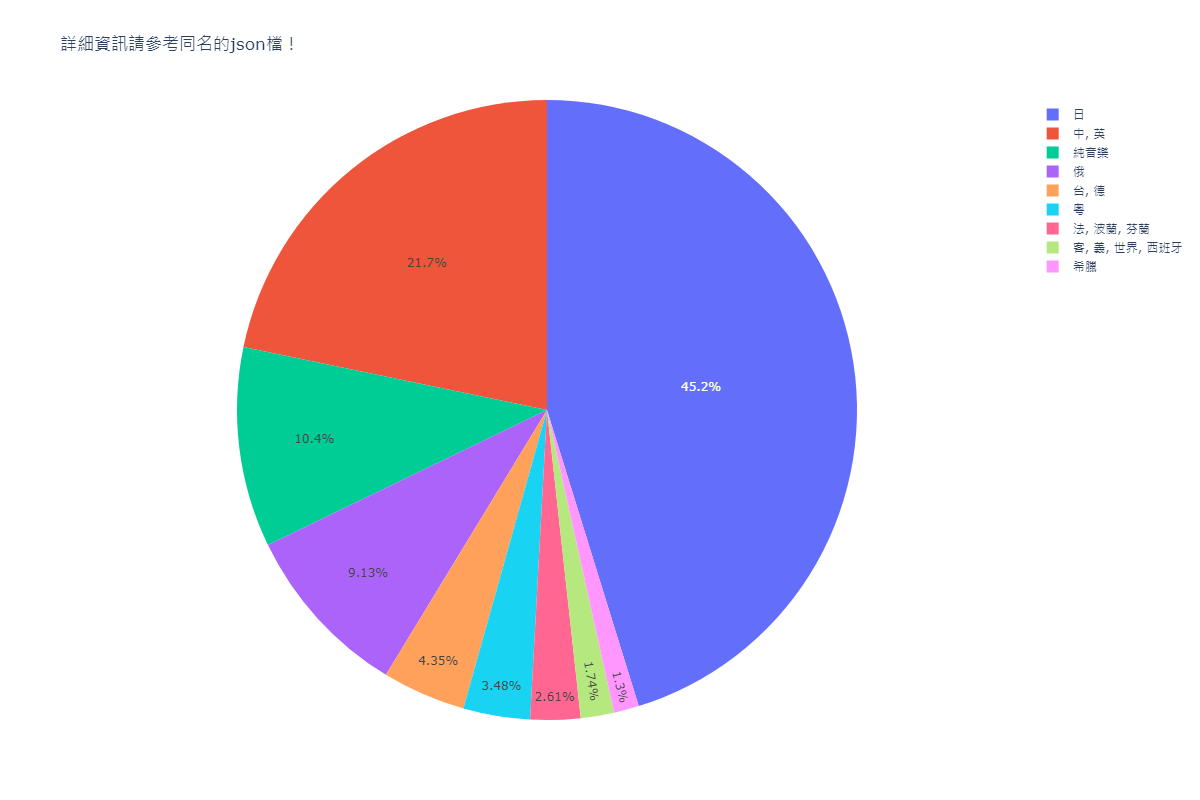 詳細資訊請參考同名的json檔！
日
中, 英
純音樂
俄
台, 德
粵
法, 波蘭, 芬蘭
客, 義, 世界, 西班牙
希臘
45.2%
21.7%
10.4%
9.13%
4.35%
3.48%
2.61%
1.74%
1.3%